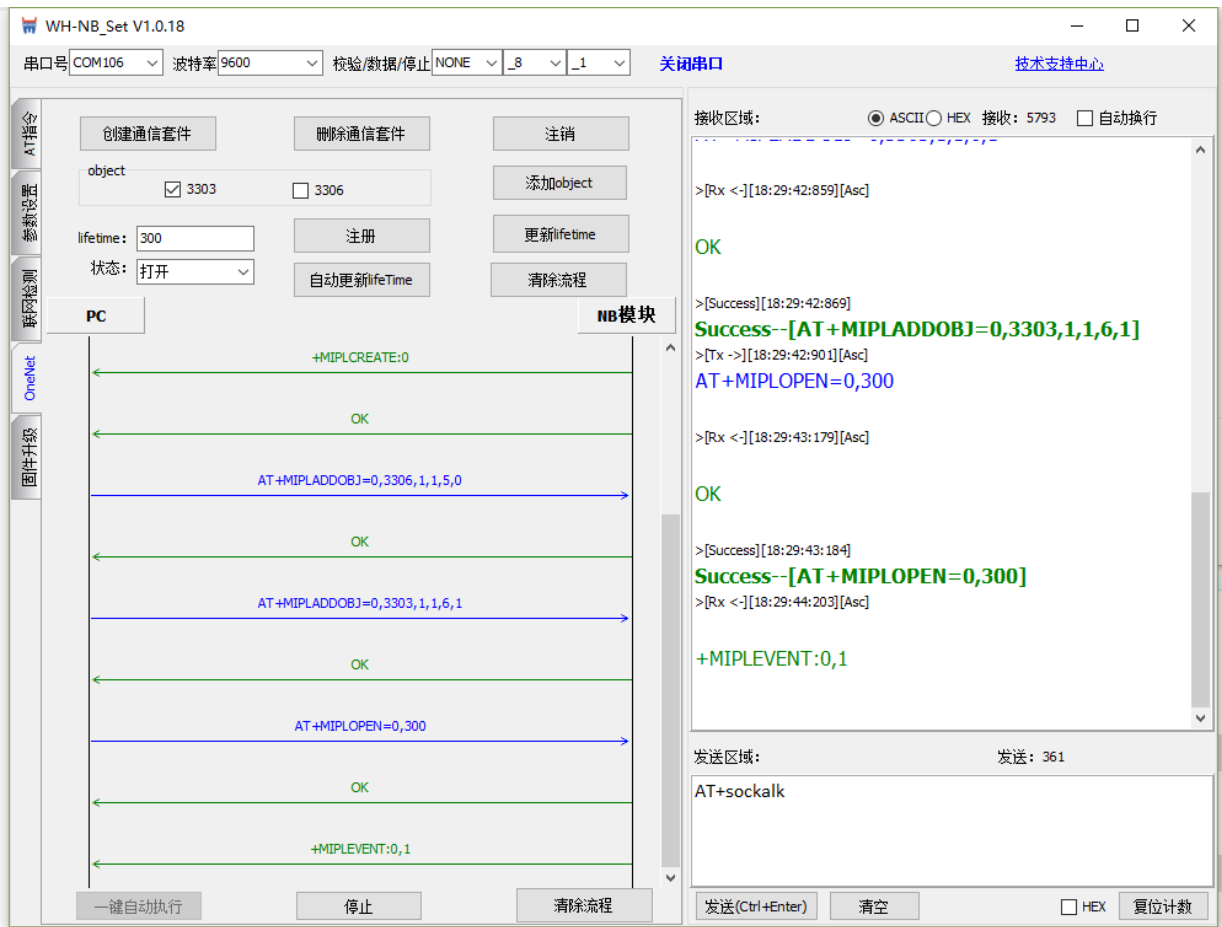 WH-NB_Set V1.0.18
串口号 COM106 波特率 9600 校验/数据/停止 NONE _8 _1 关闭串口 技术支持中心
AT指令
参数设置
联网检测
OneNet
固件升级
创建通信套件 删除通信套件 注销
object
3303 3306 添加object
lifetime: 300 注册 更新lifetime
状态: 打开 自动更新lifeTime 清除流程
PC NB模块
+MIPLCREATE:0
OK
AT+MIPLADDOBJ=0,3306,1,1,5,0
OK
AT+MIPLADDOBJ=0,3303,1,1,6,1
OK
AT+MIPLOPEN=0,300
OK
+MIPLEVENT:0,1
一键自动执行 停止 清除流程
接收区域: ASCII HEX 接收: 5793 自动换行
>[Rx <-][18:29:42:859][Asc]
OK
>[Success][18:29:42:869]
Success--[AT+MIPLADDOBJ=0,3303,1,1,6,1]
>[Tx ->][18:29:42:901][Asc]
AT+MIPLOPEN=0,300
>[Rx <-][18:29:43:179][Asc]
OK
>[Success][18:29:43:184]
Success--[AT+MIPLOPEN=0,300]
>[Rx <-][18:29:44:203][Asc]
+MIPLEVENT:0,1
发送区域: 发送: 361
AT+sockalk
发送(Ctrl+Enter) 清空 HEX 复位计数